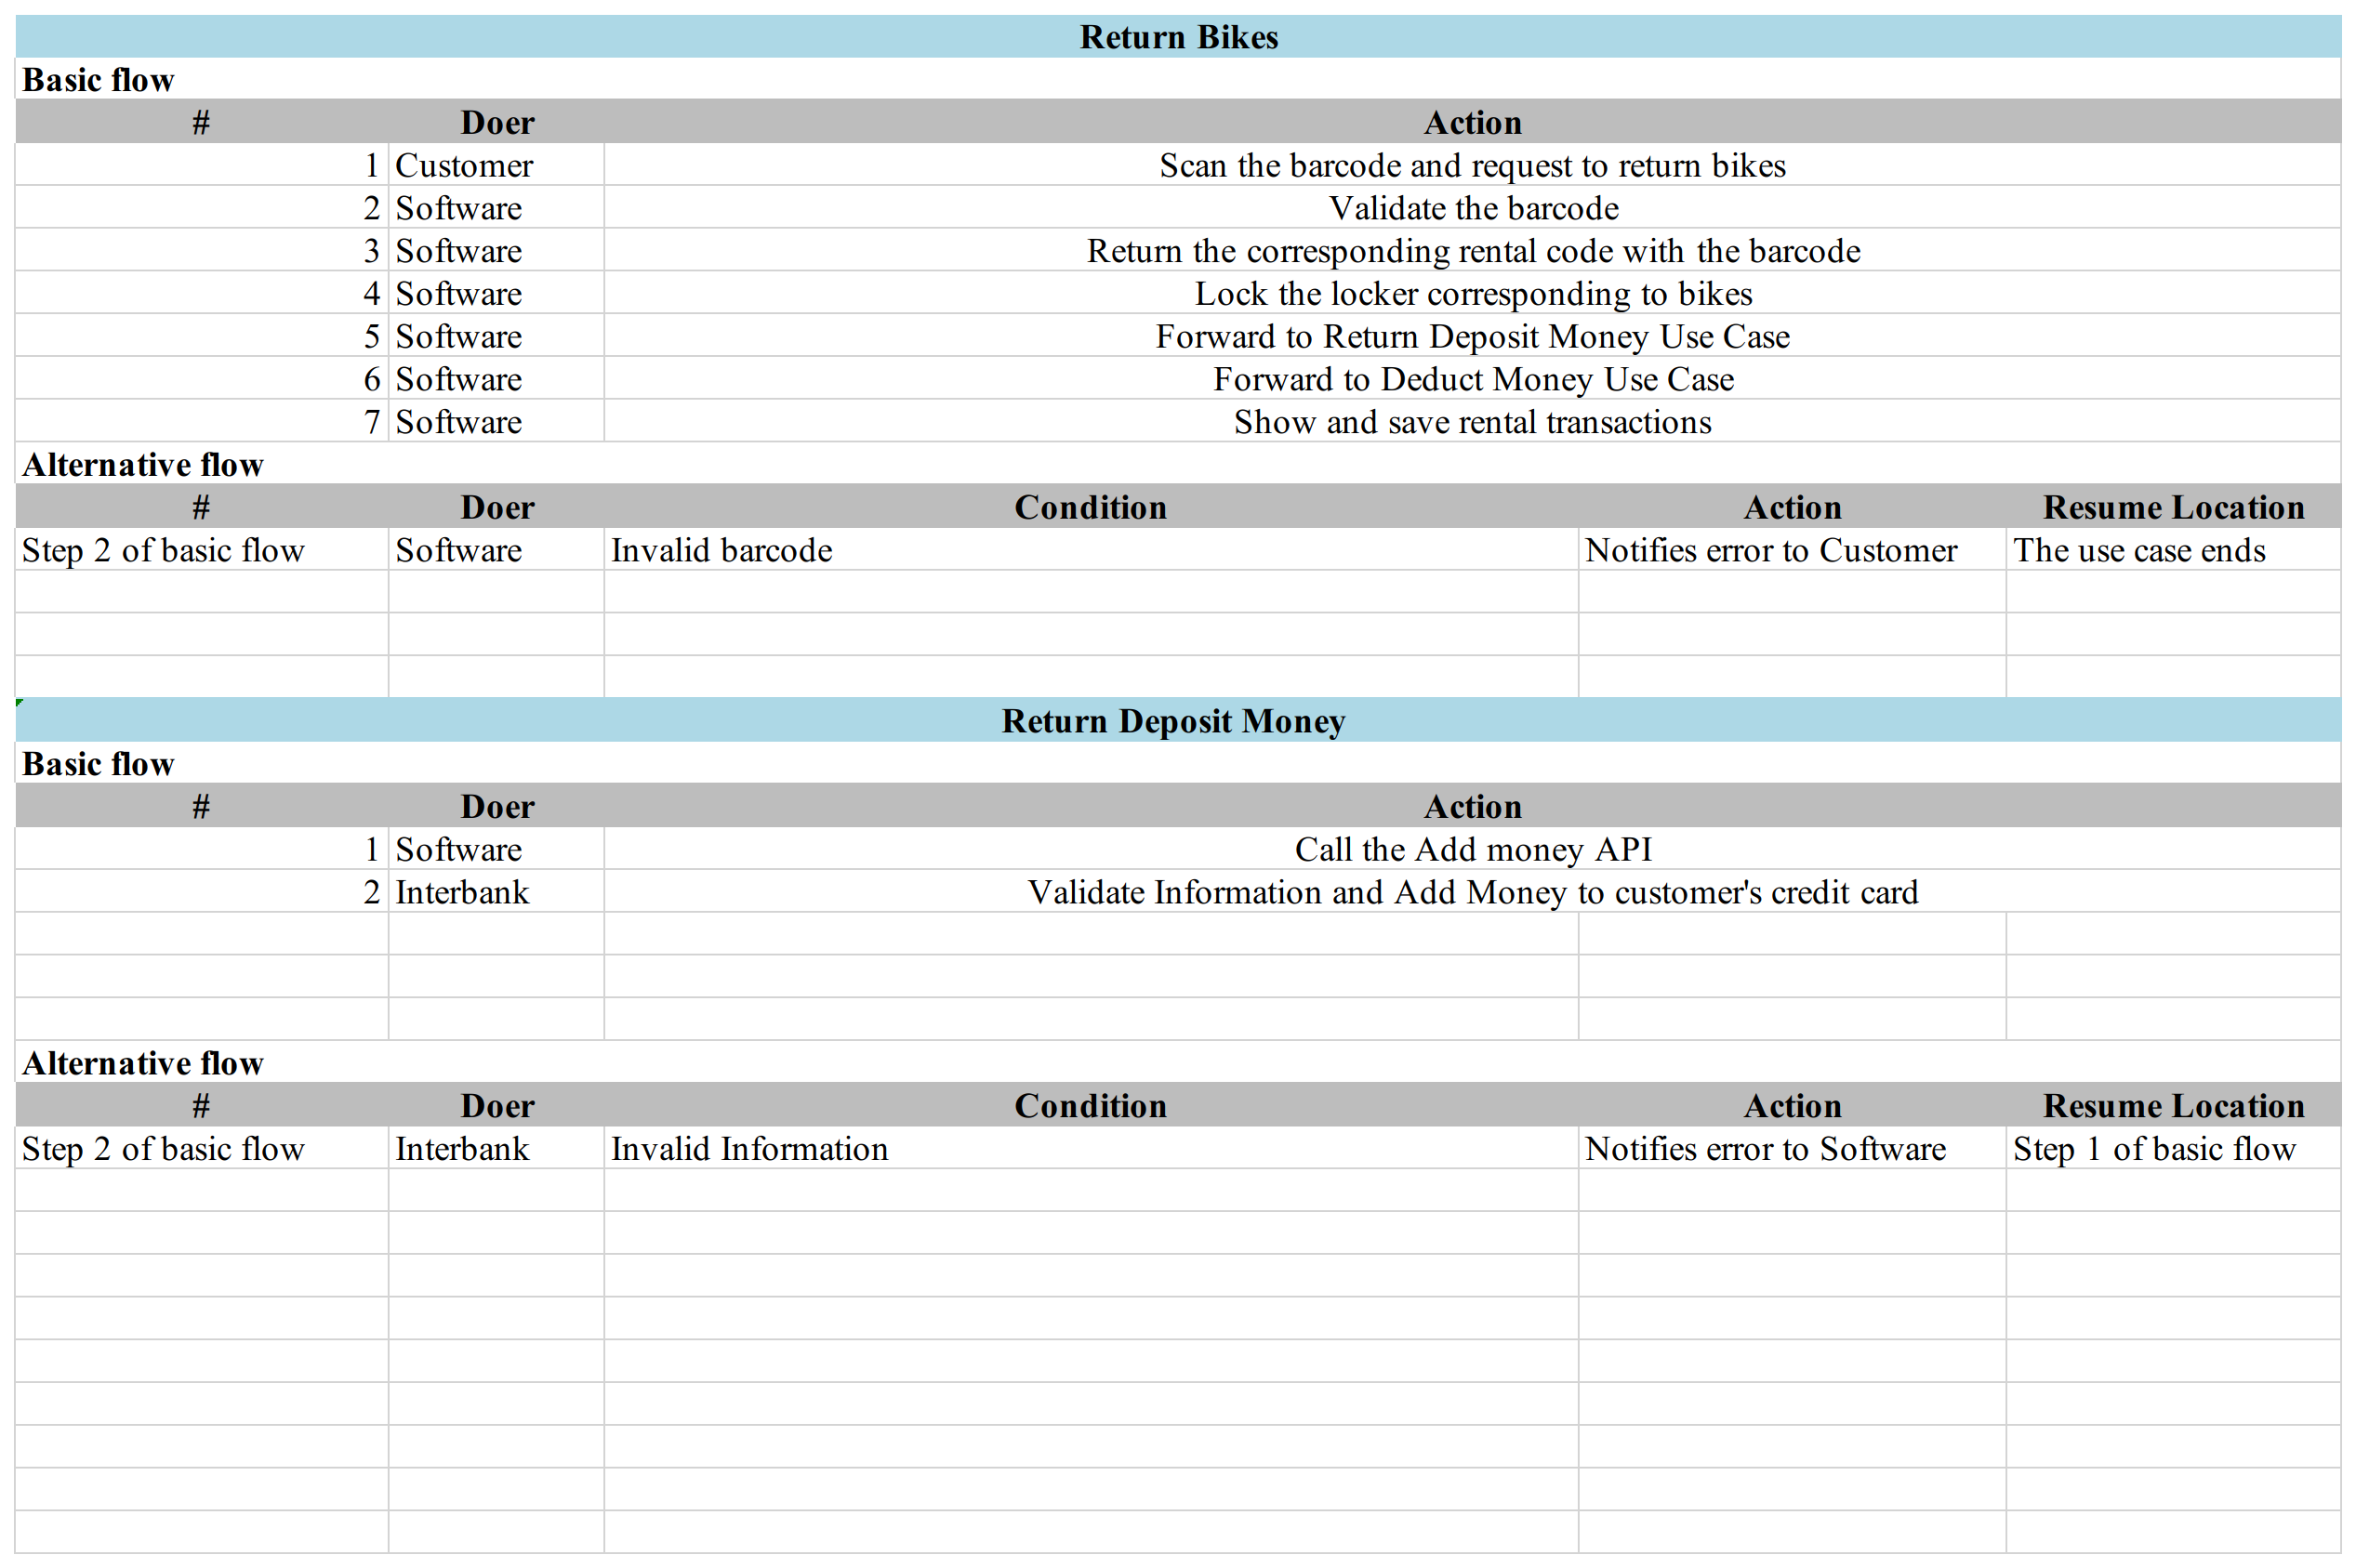 Return Bikes
Basic flow
# Doer Action
1 Customer Scan the barcode and request to return bikes
2 Software Validate the barcode
3 Software Return the corresponding rental code with the barcode
4 Software Lock the locker corresponding to bikes
5 Software Forward to Return Deposit Money Use Case
6 Software Forward to Deduct Money Use Case
7 Software Show and save rental transactions
Alternative flow
# Doer Condition Action Resume Location
Step 2 of basic flow Software Invalid barcode Notifies error to Customer The use case ends
Return Deposit Money
Basic flow
# Doer Action
1 Software Call the Add money API
2 Interbank Validate Information and Add Money to customer's credit card
Alternative flow
# Doer Condition Action Resume Location
Step 2 of basic flow Interbank Invalid Information Notifies error to Software Step 1 of basic flow